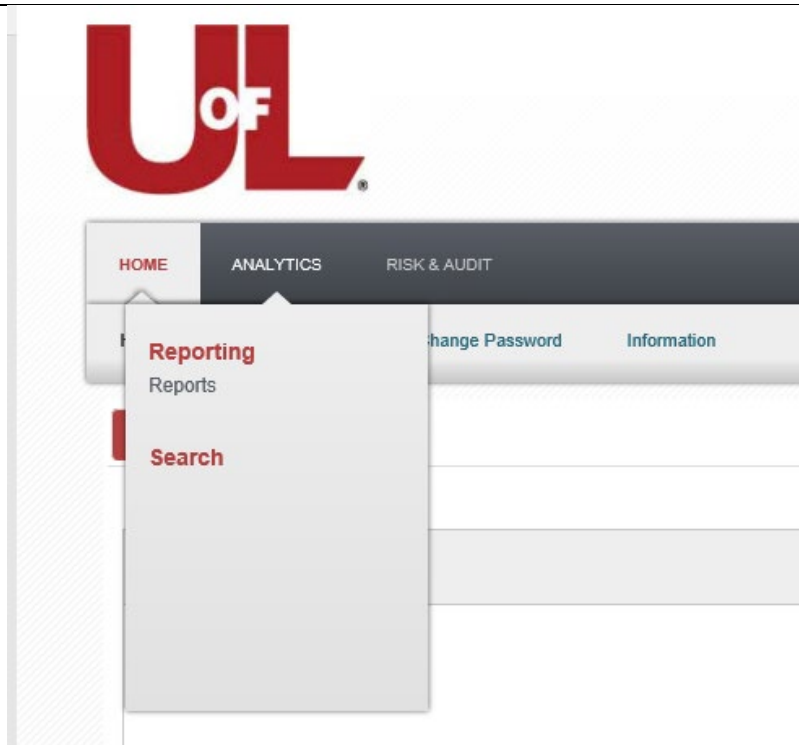 U OF L ®
HOME ANALYTICS RISK & AUDIT
Reporting
hange Password Information
Reports
Search